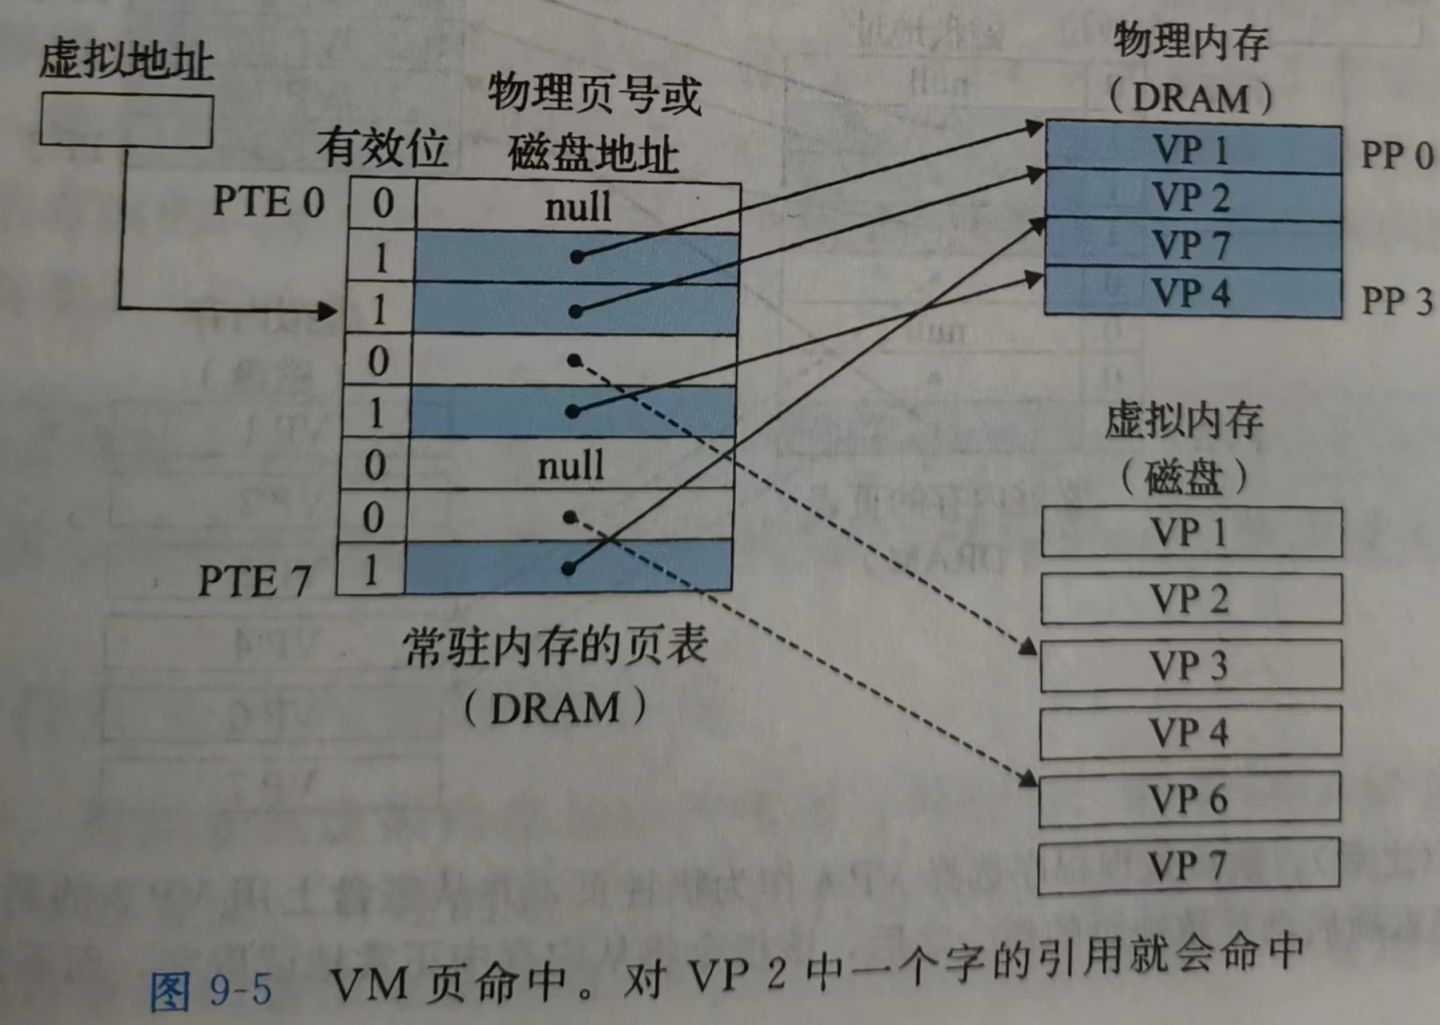 虚拟地址
有效位
物理页号或
磁盘地址
PTE 0
0
null
1
1
0
1
0
null
0
PTE 7
1
常驻内存的页表
（DRAM）
物理内存
（DRAM）
VP 1
PP 0
VP 2
VP 7
VP 4
PP 3
虚拟内存
（磁盘）
VP 1
VP 2
VP 3
VP 4
VP 6
VP 7
图 9-5 VM 页命中。对 VP 2 中一个字的引用就会命中